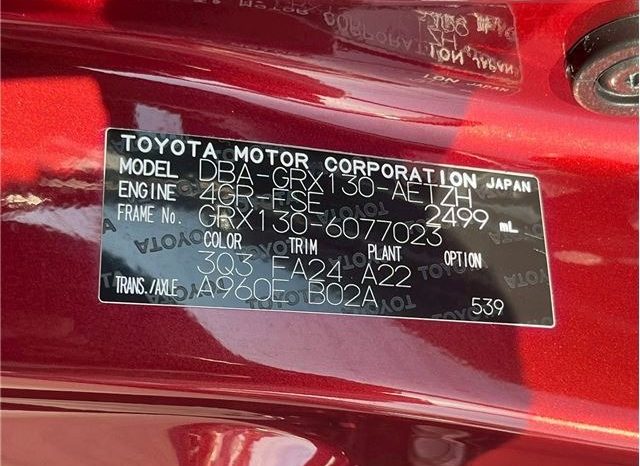 TOYOTA MOTOR CORPORATION JAPAN
MODEL DBA-GRX130-AETZH
ENGINE 4GR-FSE 2499 mL
FRAME No. GRX130-6077023
COLOR TRIM PLANT OPTION
3Q3 EA24 A22
TRANS./AXLE A960E B02A 539